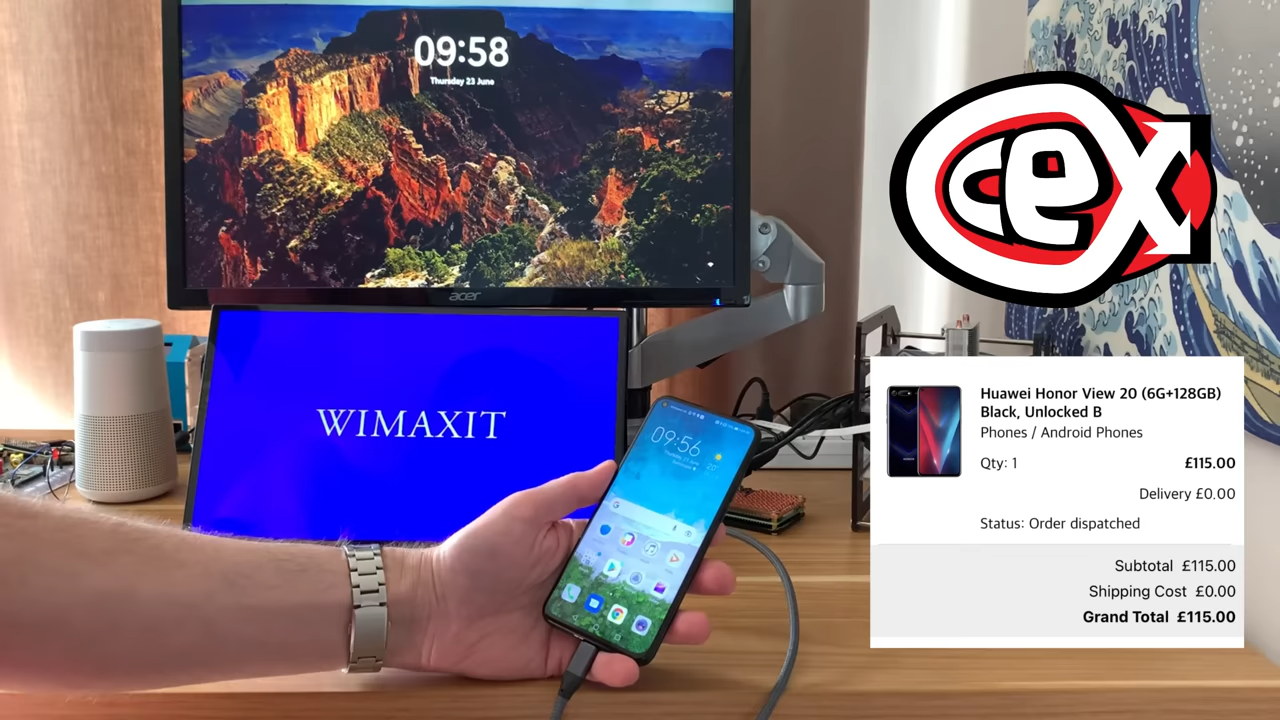 09:58
Thursday 23 June
acer
WIMAXIT
09:56
cex
Huawei Honor View 20 (6G+128GB)
Black, Unlocked B
Phones / Android Phones
Qty: 1 £115.00
Delivery £0.00
Status: Order dispatched
Subtotal £115.00
Shipping Cost £0.00
Grand Total £115.00